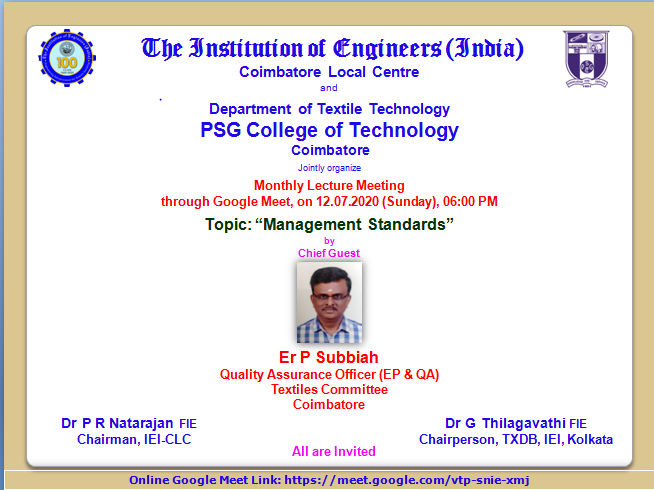 The Institution of Engineers (India)
Coimbatore Local Centre
and
Department of Textile Technology
PSG College of Technology
Coimbatore
Jointly organize
Monthly Lecture Meeting
through Google Meet, on 12.07.2020 (Sunday), 06:00 PM
Topic: “Management Standards”
by
Chief Guest
Er P Subbiah
Quality Assurance Officer (EP & QA)
Textiles Committee
Coimbatore
Dr P R Natarajan FIE
Chairman, IEI-CLC
Dr G Thilagavathi FIE
Chairperson, TXDB, IEI, Kolkata
All are Invited
Online Google Meet Link: https://meet.google.com/vtp-snie-xmj
100